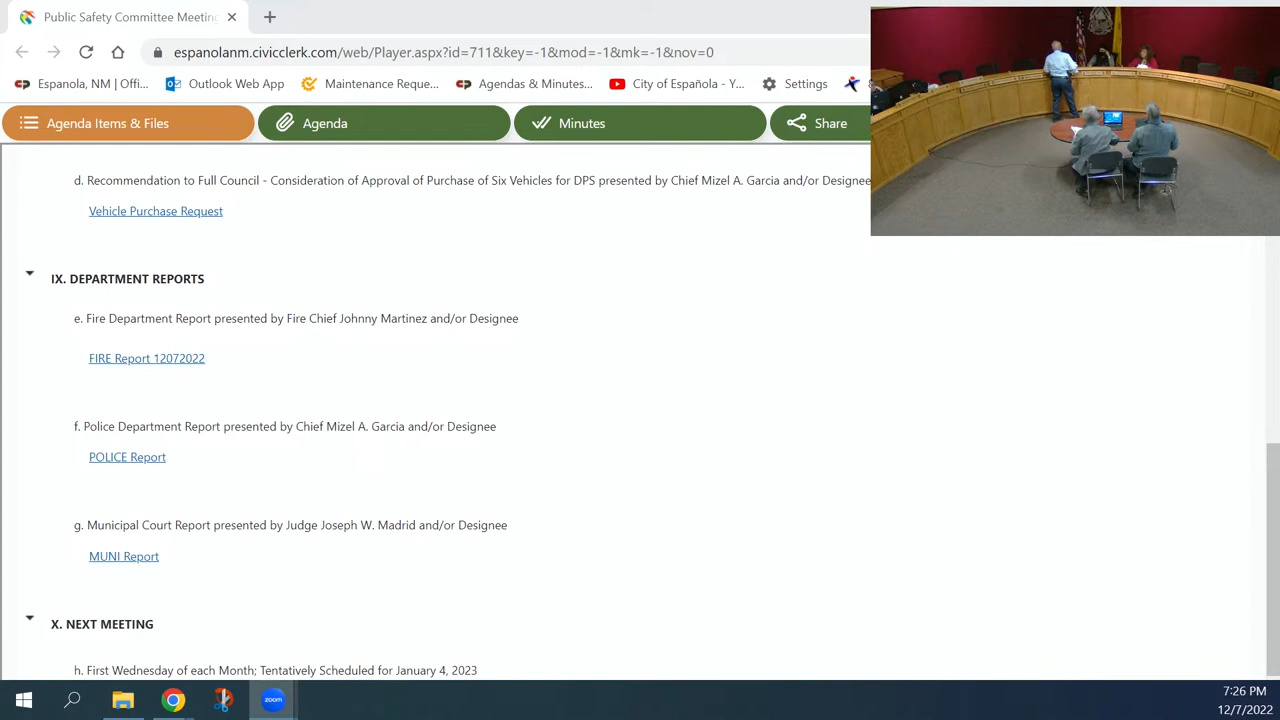 Public Safety Committee Meeting
espanolanm.civicclerk.com/web/Player.aspx?id=711&key=-1&mod=-1&mk=-1&nov=0
Espanola, NM | Offi...
Outlook Web App
Maintenance Reque...
Agendas & Minutes...
City of Española - Y...
Settings
Agenda Items & Files
Agenda
Minutes
Share
d. Recommendation to Full Council - Consideration of Approval of Purchase of Six Vehicles for DPS presented by Chief Mizel A. Garcia and/or Designee
Vehicle Purchase Request
IX. DEPARTMENT REPORTS
e. Fire Department Report presented by Fire Chief Johnny Martinez and/or Designee
FIRE Report 12072022
f. Police Department Report presented by Chief Mizel A. Garcia and/or Designee
POLICE Report
g. Municipal Court Report presented by Judge Joseph W. Madrid and/or Designee
MUNI Report
X. NEXT MEETING
h. First Wednesday of each Month; Tentatively Scheduled for January 4, 2023
zoom
7:26 PM
12/7/2022